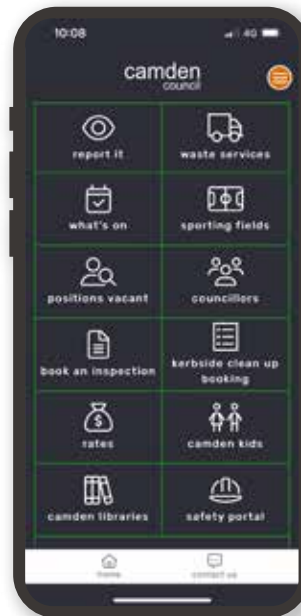 10:08
4G
camden
council
report it
waste services
what's on
sporting fields
positions vacant
councillors
book an inspection
kerbside clean up
booking
rates
camden kids
camden libraries
safety portal
home
contact us